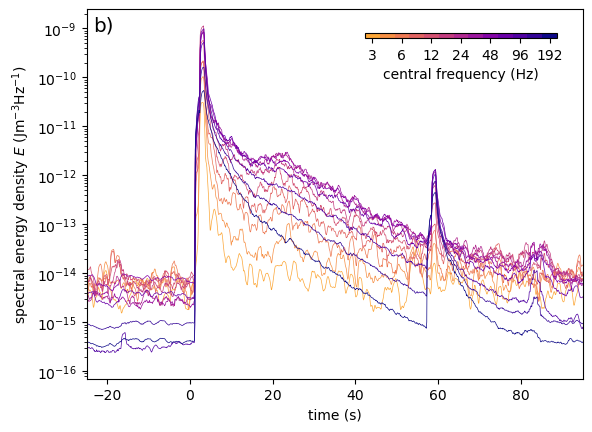 b)
3 6 12 24 48 96 192
central frequency (Hz)
spectral energy density E (Jm⁻³Hz⁻¹)
10⁻⁹
10⁻¹⁰
10⁻¹¹
10⁻¹²
10⁻¹³
10⁻¹⁴
10⁻¹⁵
10⁻¹⁶
−20 0 20 40 60 80
time (s)